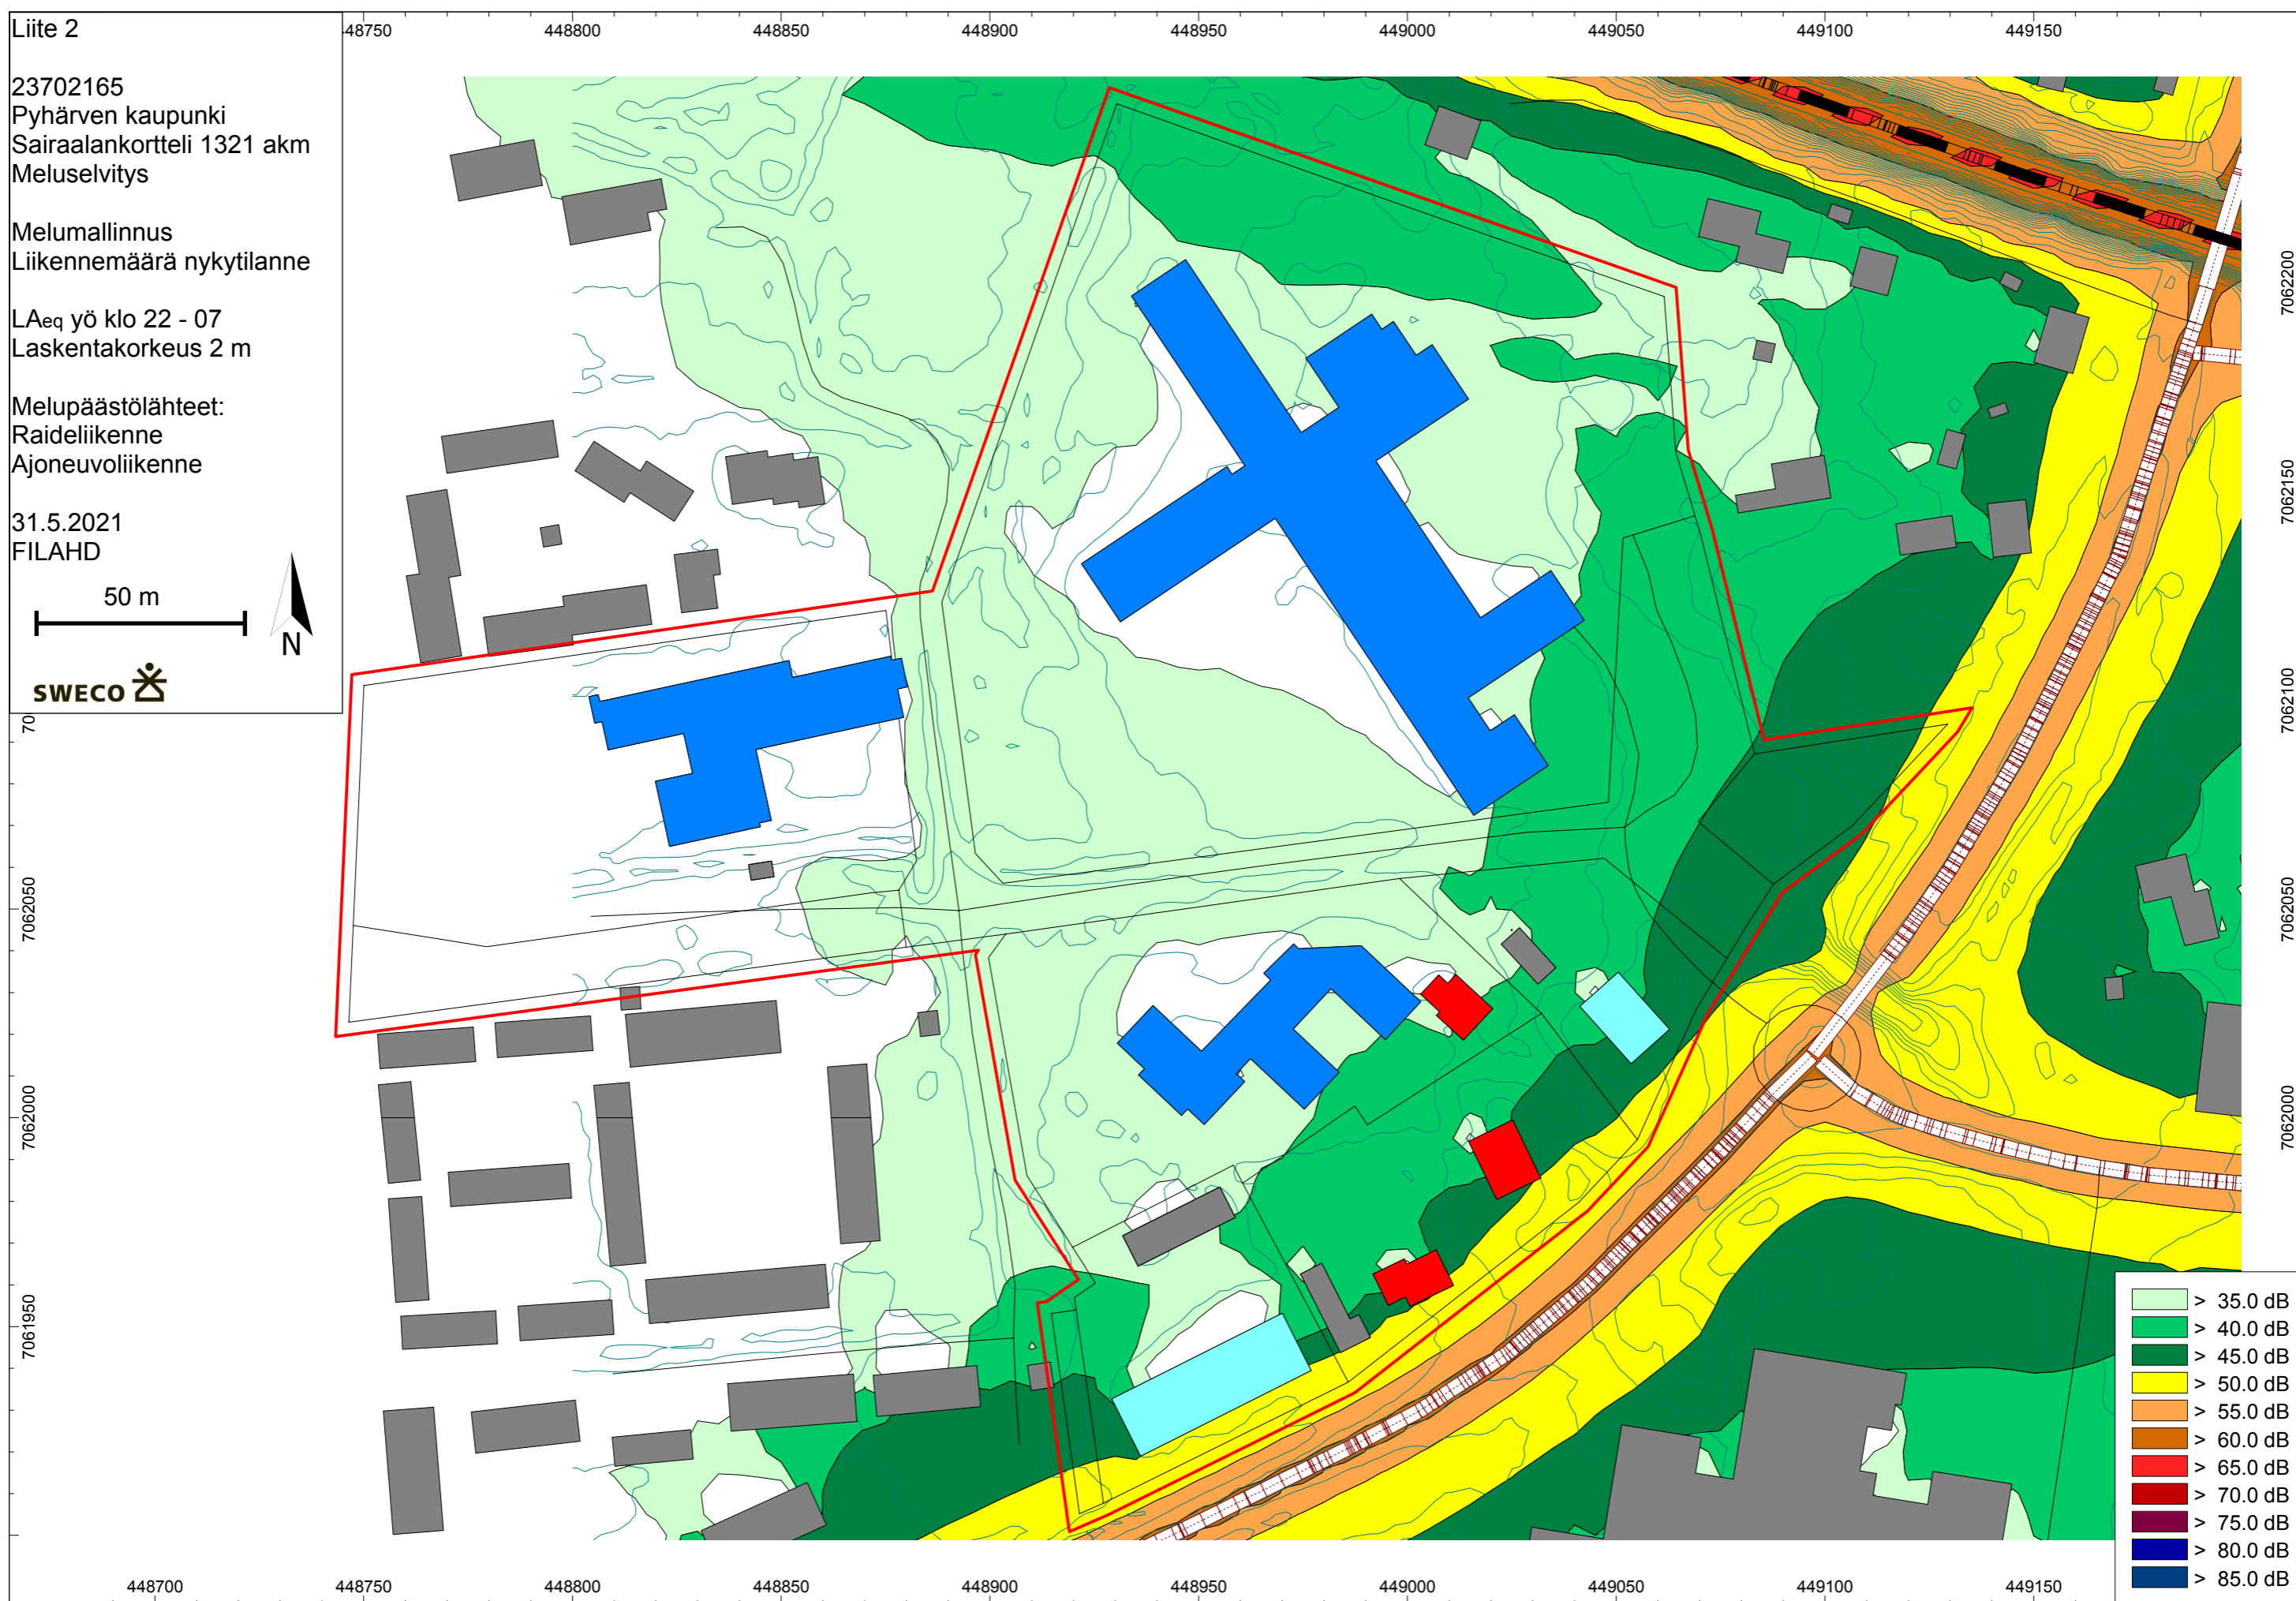 Liite 2
23702165
Pyhärven kaupunki
Sairaalankortteli 1321 akm
Meluselvitys
Melumallinnus
Liikennemäärä nykytilanne
LAeq yö klo 22 - 07
Laskentakorkeus 2 m
Melupäästölähteet:
Raideliikenne
Ajoneuvoliikenne
31.5.2021
FILAHD
50 m
N
SWECO
448750 448800 448850 448900 448950 449000 449050 449100 449150
7062200
7062150
7062100
7062050
7062000
70
7062050
7062000
7061950
448700 448750 448800 448850 448900 448950 449000 449050 449100 449150
> 35.0 dB
> 40.0 dB
> 45.0 dB
> 50.0 dB
> 55.0 dB
> 60.0 dB
> 65.0 dB
> 70.0 dB
> 75.0 dB
> 80.0 dB
> 85.0 dB